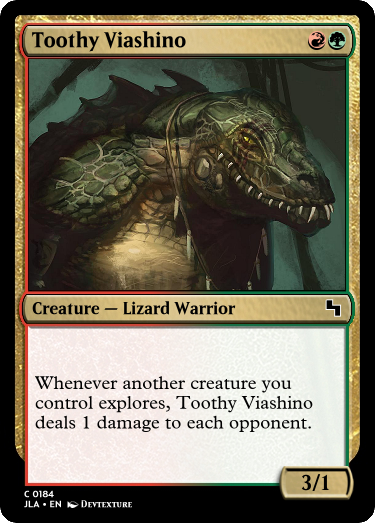 Toothy Viashino
Creature — Lizard Warrior
Whenever another creature you
control explores, Toothy Viashino
deals 1 damage to each opponent.
3/1
C 0184
JLA • EN Devtexture